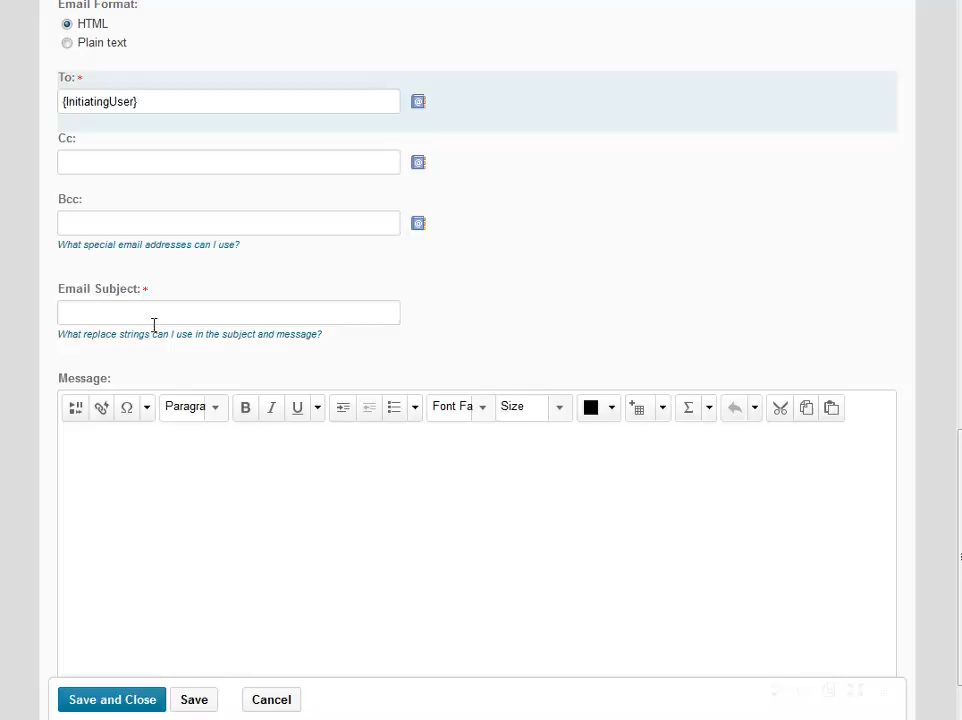 Email Format:
HTML
Plain text
To: *
{InitiatingUser}
Cc:
Bcc:
What special email addresses can I use?
Email Subject: *
What replace strings can I use in the subject and message?
Message:
Paragra B I U Font Fa Size Σ
Save and Close Save Cancel